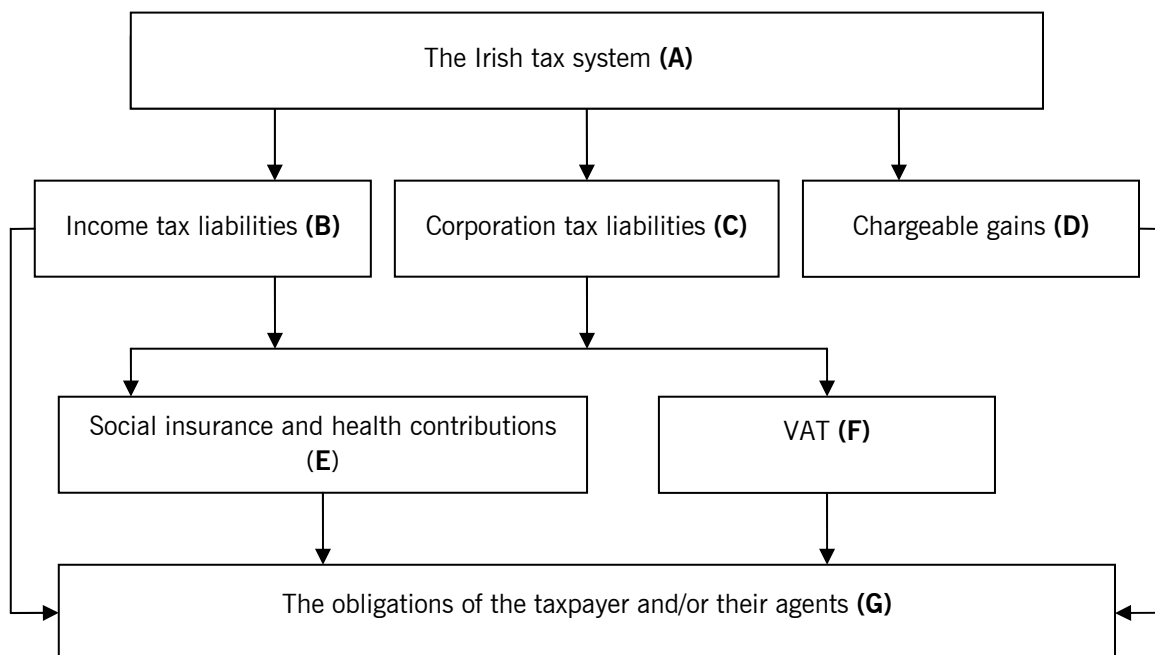 The Irish tax system (A)
Income tax liabilities (B)
Corporation tax liabilities (C)
Chargeable gains (D)
Social insurance and health contributions
(E)
VAT (F)
The obligations of the taxpayer and/or their agents (G)